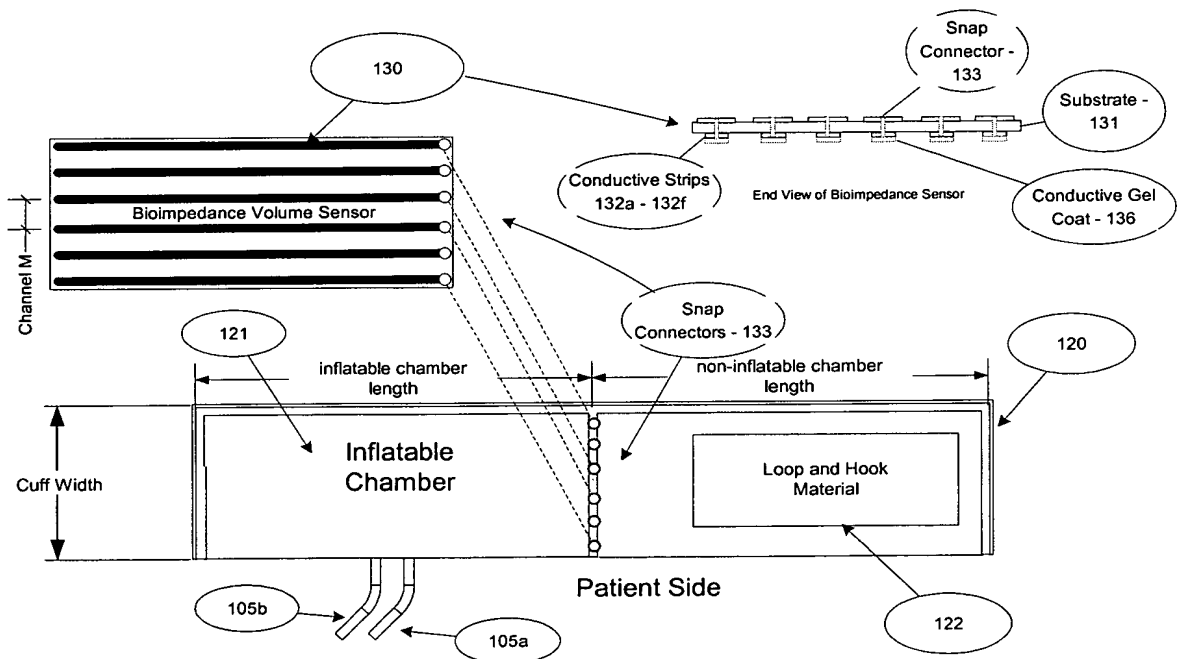 130
Snap
Connector -
133
Substrate -
131
Conductive Strips
132a - 132f
End View of Bioimpedance Sensor
Conductive Gel
Coat - 136
Bioimpedance Volume Sensor
Channel M
121
Snap
Connectors - 133
120
inflatable chamber
length
non-inflatable chamber
length
Cuff Width
Inflatable
Chamber
Loop and Hook
Material
Patient Side
105b
105a
122